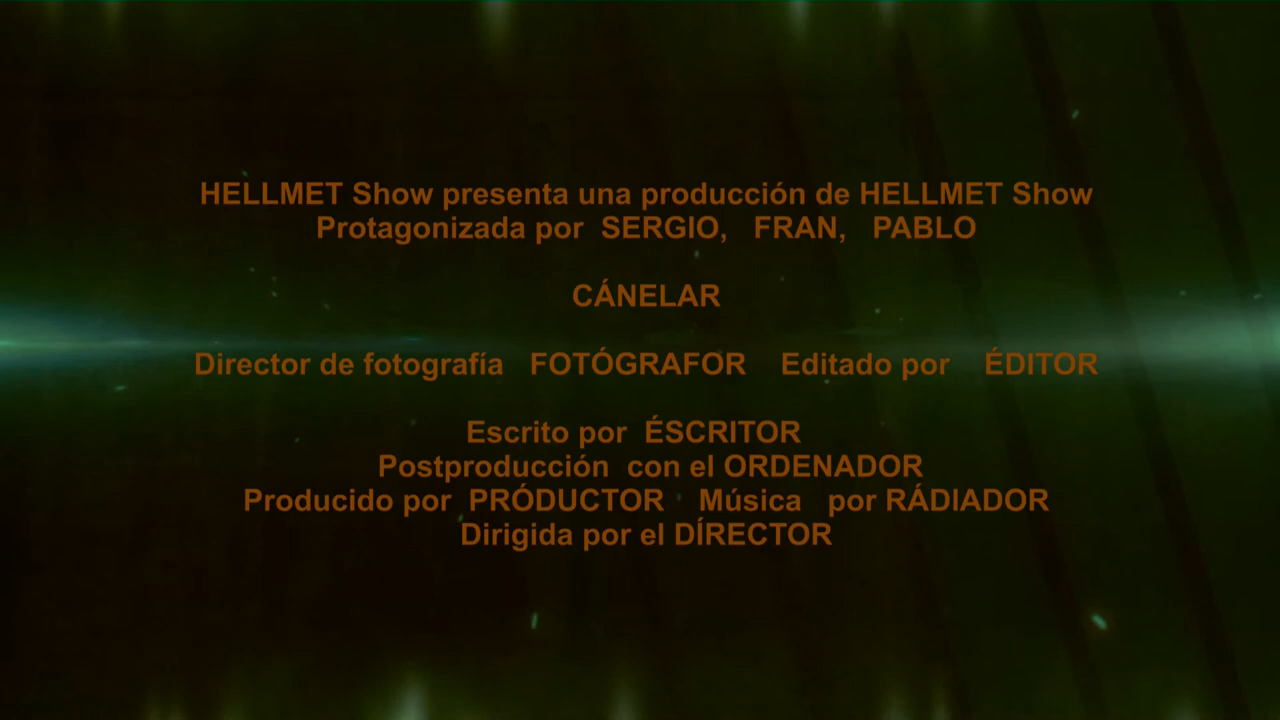 HELLMET Show presenta una producción de HELLMET Show
Protagonizada por SERGIO, FRAN, PABLO
CÁNELAR
Director de fotografía FOTÓGRAFOR Editado por ÉDITOR
Escrito por ÉSCRITOR
Postproducción con el ORDENADOR
Producido por PRÓDUCTOR Música por RÁDIADOR
Dirigida por el DÍRECTOR